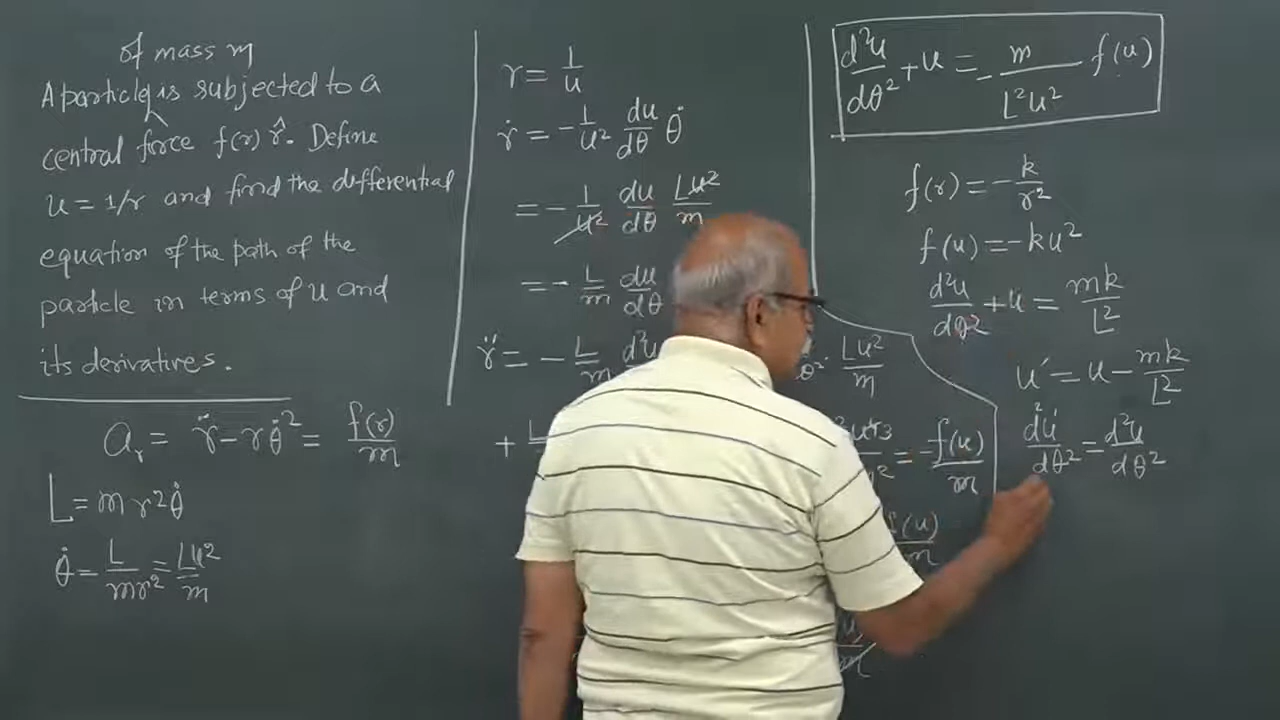 of mass m
A particle is subjected to a
central force f(r) r̂. Define
u = 1/r and find the differential
equation of the path of the
particle in terms of u and
its derivatives.
a_r = r̈ - rθ̇² = f(r)/m
L = m r² θ̇
θ̇ = L/mr² = Lu²/m
r = 1/u
ṙ = - 1/u² du/dθ θ̇
= - 1/u² du/dθ Lu²/m
= - L/m du/dθ
r̈ = - L/m d²u
Lu²/m
+ L
= - f(u)/m
f(u)/m
d²u/dθ² + u = - m/L²u² f(u)
f(r) = - k/r²
f(u) = - ku²
d²u/dθ² + u = mk/L²
u' = u - mk/L²
d²u'/dθ² = d²u/dθ²